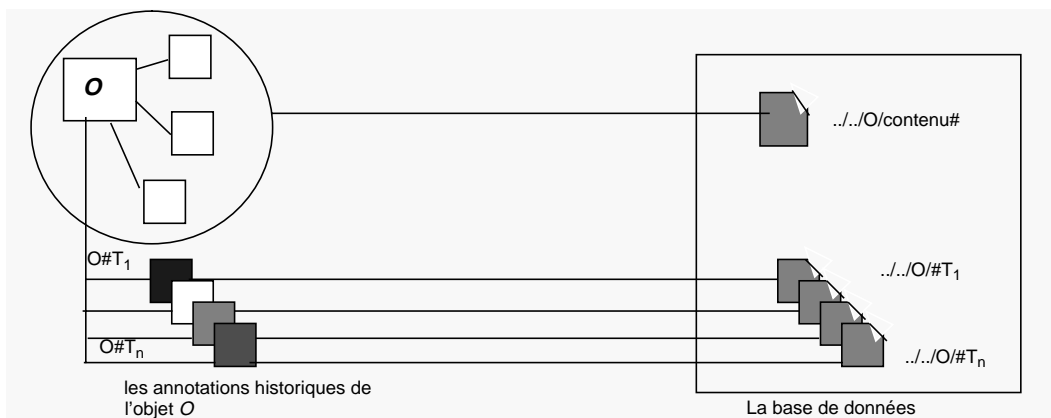 O
../../O/contenu#
O#T1
../../O/#T1
O#Tn
../../O/#Tn
les annotations historiques de
l'objet O
La base de données